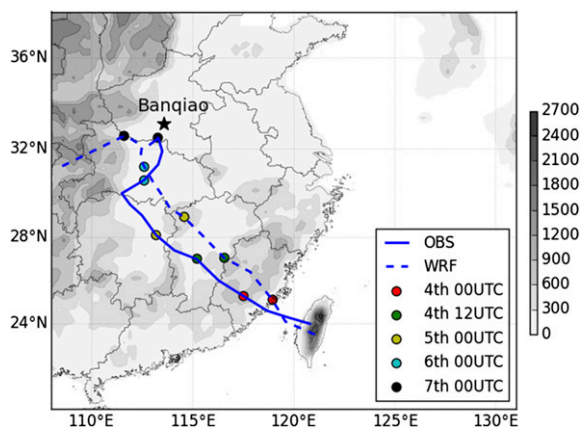 36°N
32°N
28°N
24°N
110°E
115°E
120°E
125°E
130°E
Banqiao
OBS
WRF
4th 00UTC
4th 12UTC
5th 00UTC
6th 00UTC
7th 00UTC
2700
2400
2100
1800
1500
1200
900
600
300
0